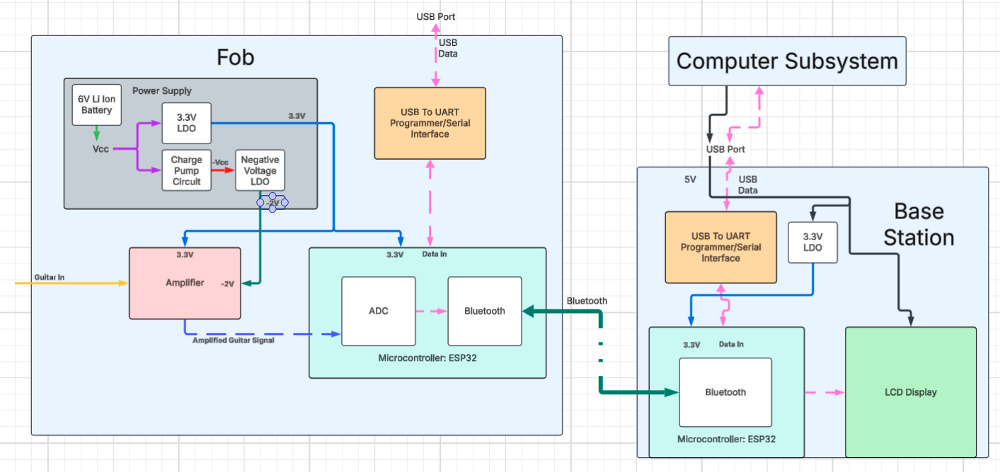 USB Port
USB
Data
Fob
Power Supply
6V Li Ion
Battery
3.3V
LDO
3.3V
Vcc
Charge
Pump
Circuit
-Vcc
Negative
Voltage
LDO
-2V
USB To UART
Programmer/Serial
Interface
3.3V
Amplifier
-2V
Guitar In
Amplified Guitar Signal
3.3V
Data In
ADC
Bluetooth
Microcontroller: ESP32
Bluetooth
Computer Subsystem
USB Port
5V
USB
Data
Base
Station
USB To UART
Programmer/Serial
Interface
3.3V
LDO
3.3V
Data In
Bluetooth
Microcontroller: ESP32
LCD Display